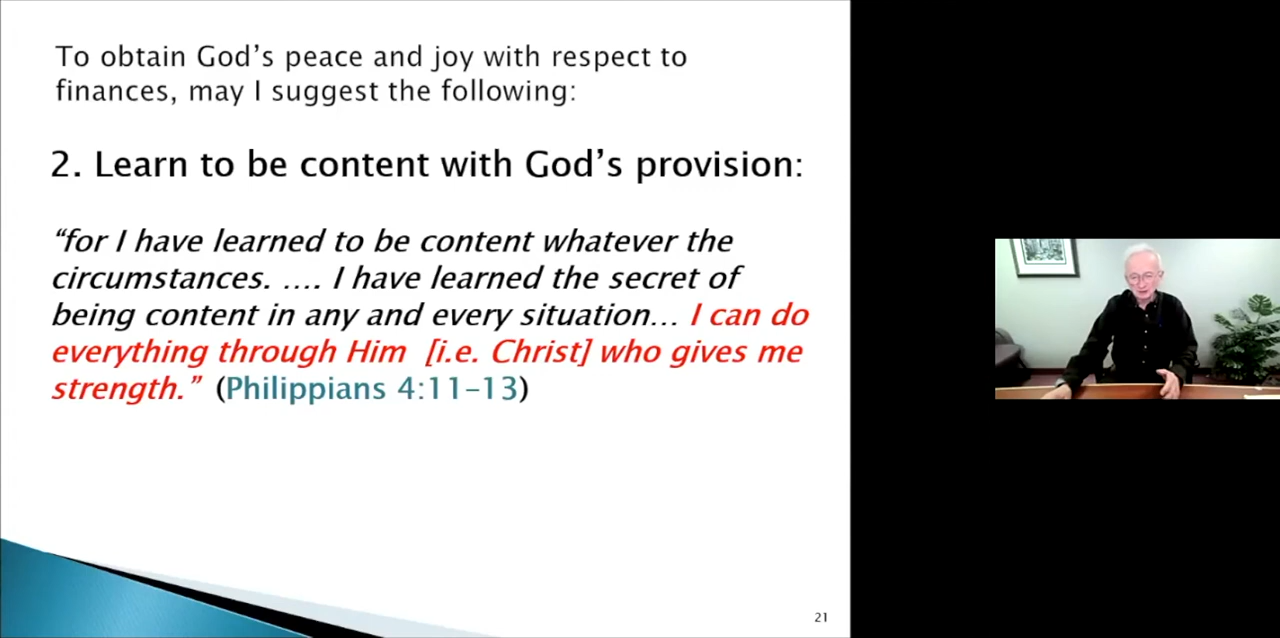 To obtain God’s peace and joy with respect to
finances, may I suggest the following:
2. Learn to be content with God’s provision:
“for I have learned to be content whatever the
circumstances. …. I have learned the secret of
being content in any and every situation… I can do
everything through Him [i.e. Christ] who gives me
strength.” (Philippians 4:11-13)
21